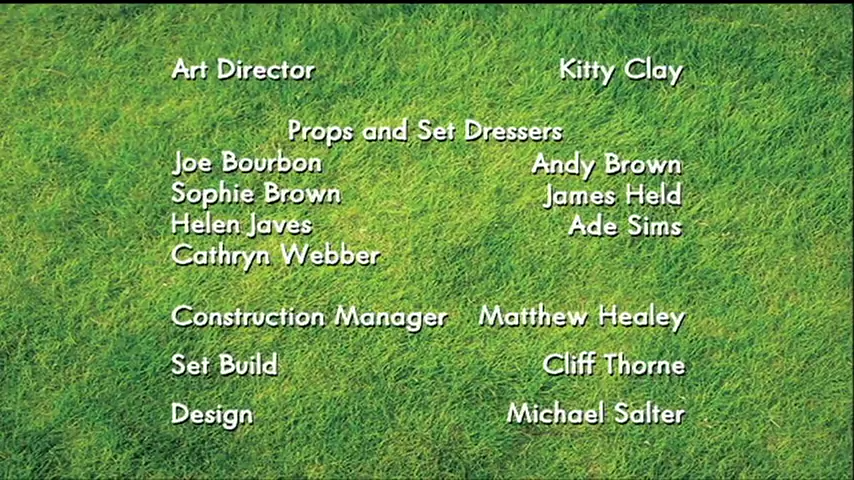 Art Director Kitty Clay
Props and Set Dressers
Joe Bourbon Andy Brown
Sophie Brown James Held
Helen Javes Ade Sims
Cathryn Webber
Construction Manager Matthew Healey
Set Build Cliff Thorne
Design Michael Salter